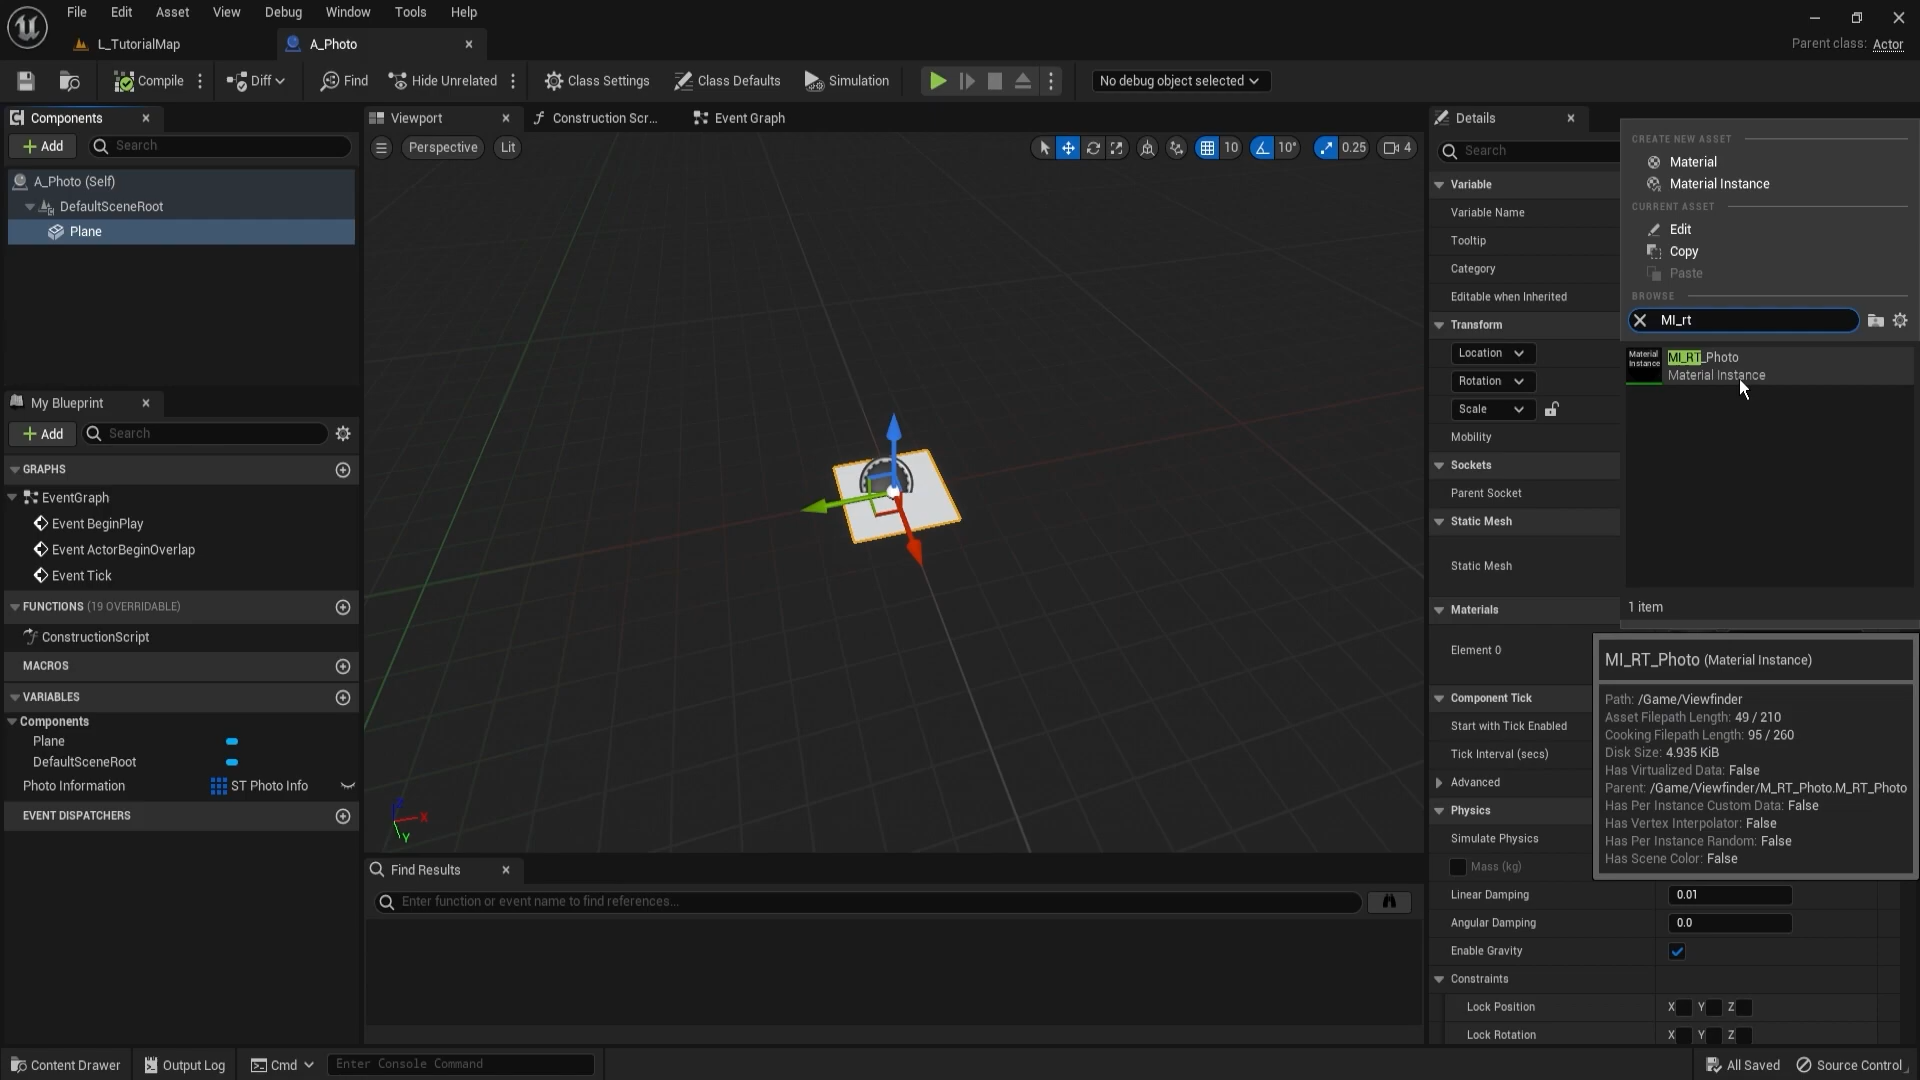 File Edit Asset View Debug Window Tools Help
L_TutorialMap A_Photo
Parent class: Actor
Compile Diff Find Hide Unrelated Class Settings Class Defaults Simulation No debug object selected
Components
Add Search
A_Photo (Self)
DefaultSceneRoot
Plane
My Blueprint
Add Search
GRAPHS
EventGraph
Event BeginPlay
Event ActorBeginOverlap
Event Tick
FUNCTIONS (19 OVERRIDABLE)
ConstructionScript
MACROS
VARIABLES
Components
Plane
DefaultSceneRoot
Photo Information ST Photo Info
EVENT DISPATCHERS
Viewport Construction Scr... Event Graph
Perspective Lit 10 10° 0.25 4
Z
X
Y
Find Results
Enter function or event name to find references...
Details
Search
Variable
Variable Name
Tooltip
Category
Editable when Inherited
Transform
Location
Rotation
Scale
Mobility
Sockets
Parent Socket
Static Mesh
Static Mesh
Materials
Element 0
Component Tick
Start with Tick Enabled
Tick Interval (secs)
Advanced
Physics
Simulate Physics
Mass (kg)
Linear Damping 0.01
Angular Damping 0.0
Enable Gravity
Constraints
Lock Position X Y Z
Lock Rotation X Y Z
CREATE NEW ASSET
Material
Material Instance
CURRENT ASSET
Edit
Copy
Paste
BROWSE
MI_rt
Material Instance
MI_RT_Photo
Material Instance
1 item
MI_RT_Photo (Material Instance)
Path: /Game/Viewfinder
Asset Filepath Length: 49 / 210
Cooking Filepath Length: 95 / 260
Disk Size: 4.935 KiB
Has Virtualized Data: False
Parent: /Game/Viewfinder/M_RT_Photo.M_RT_Photo
Has Per Instance Custom Data: False
Has Vertex Interpolator: False
Has Per Instance Random: False
Has Scene Color: False
Content Drawer Output Log Cmd Enter Console Command All Saved Source Control